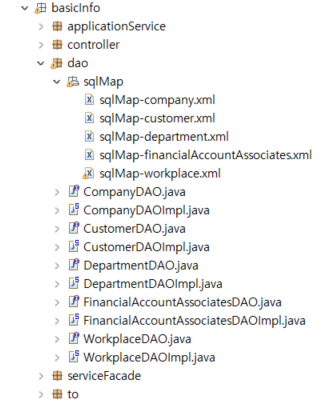 basicInfo
applicationService
controller
dao
sqlMap
sqlMap-company.xml
sqlMap-customer.xml
sqlMap-department.xml
sqlMap-financialAccountAssociates.xml
sqlMap-workplace.xml
CompanyDAO.java
CompanyDAOImpl.java
CustomerDAO.java
CustomerDAOImpl.java
DepartmentDAO.java
DepartmentDAOImpl.java
FinancialAccountAssociatesDAO.java
FinancialAccountAssociatesDAOImpl.java
WorkplaceDAO.java
WorkplaceDAOImpl.java
serviceFacade
to